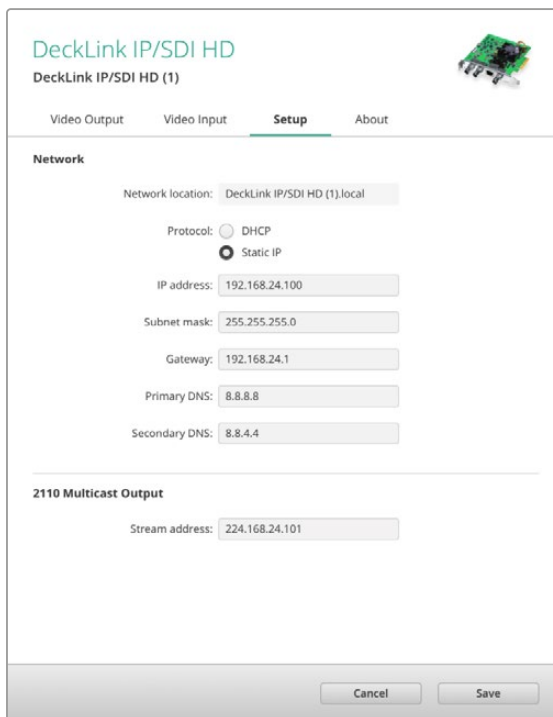 DeckLink IP/SDI HD
DeckLink IP/SDI HD (1)
Video Output Video Input Setup About
Network
Network location: DeckLink IP/SDI HD (1).local
Protocol: DHCP
Static IP
IP address: 192.168.24.100
Subnet mask: 255.255.255.0
Gateway: 192.168.24.1
Primary DNS: 8.8.8.8
Secondary DNS: 8.8.4.4
2110 Multicast Output
Stream address: 224.168.24.101
Cancel Save